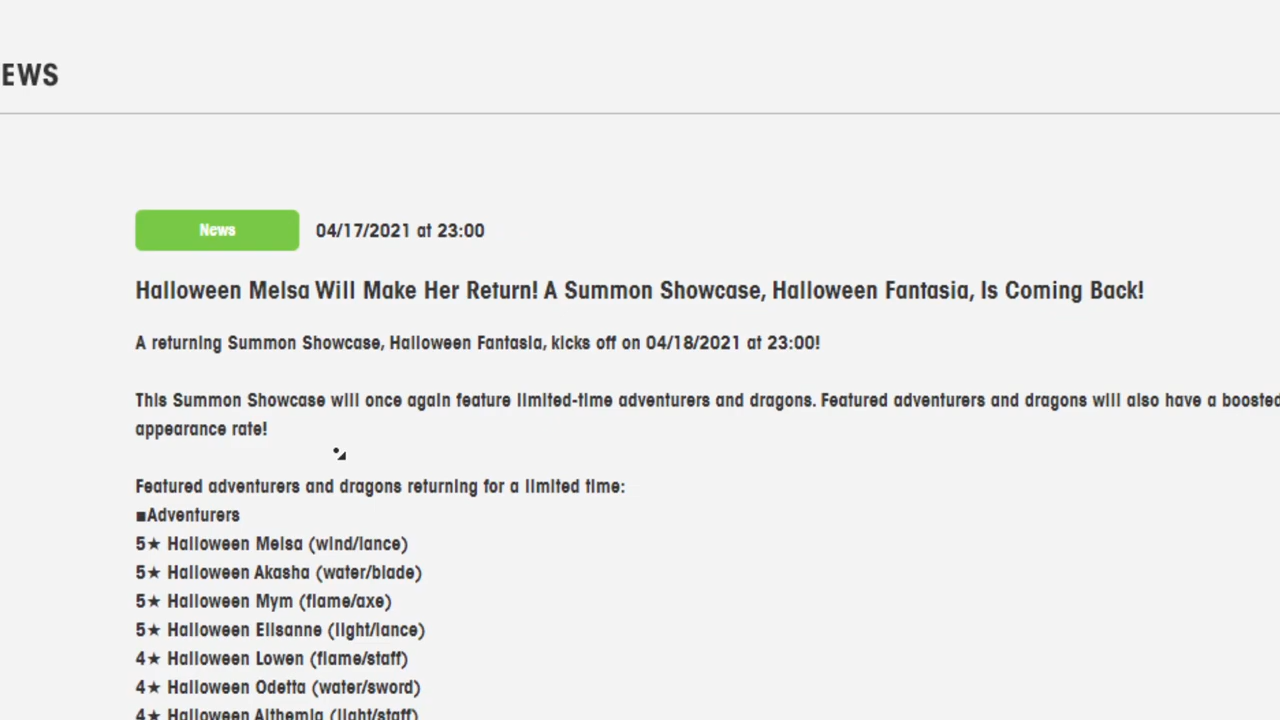 EWS
News 04/17/2021 at 23:00
Halloween Melsa Will Make Her Return! A Summon Showcase, Halloween Fantasia, Is Coming Back!
A returning Summon Showcase, Halloween Fantasia, kicks off on 04/18/2021 at 23:00!
This Summon Showcase will once again feature limited-time adventurers and dragons. Featured adventurers and dragons will also have a boosted
appearance rate!
Featured adventurers and dragons returning for a limited time:
■Adventurers
5★ Halloween Melsa (wind/lance)
5★ Halloween Akasha (water/blade)
5★ Halloween Mym (flame/axe)
5★ Halloween Elisanne (light/lance)
4★ Halloween Lowen (flame/staff)
4★ Halloween Odetta (water/sword)
4★ Halloween Althemia (light/staff)